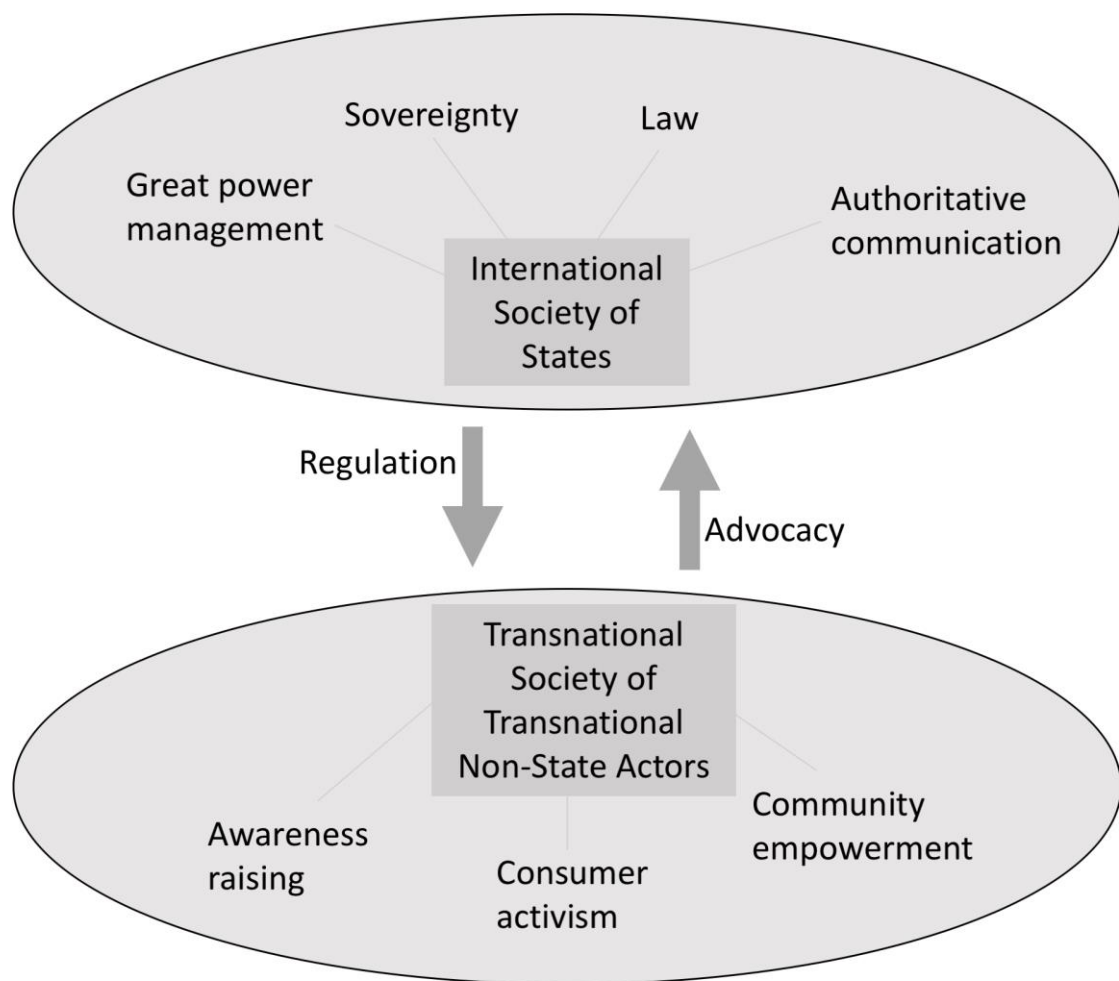 Sovereignty
Law
Great power
management
Authoritative
communication
International
Society of
States
Regulation
Advocacy
Transnational
Society of
Transnational
Non-State Actors
Awareness
raising
Consumer
activism
Community
empowerment